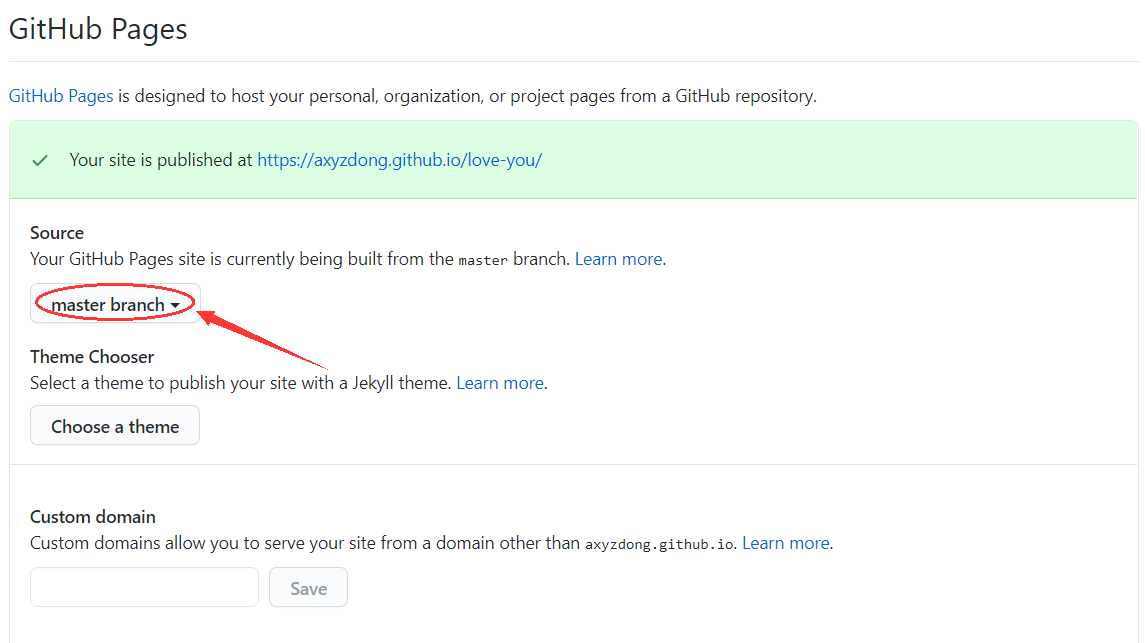 GitHub Pages
GitHub Pages is designed to host your personal, organization, or project pages from a GitHub repository.
Your site is published at https://axyzdong.github.io/love-you/
Source
Your GitHub Pages site is currently being built from the master branch. Learn more.
master branch
Theme Chooser
Select a theme to publish your site with a Jekyll theme. Learn more.
Choose a theme
Custom domain
Custom domains allow you to serve your site from a domain other than axyzdong.github.io. Learn more.
Save